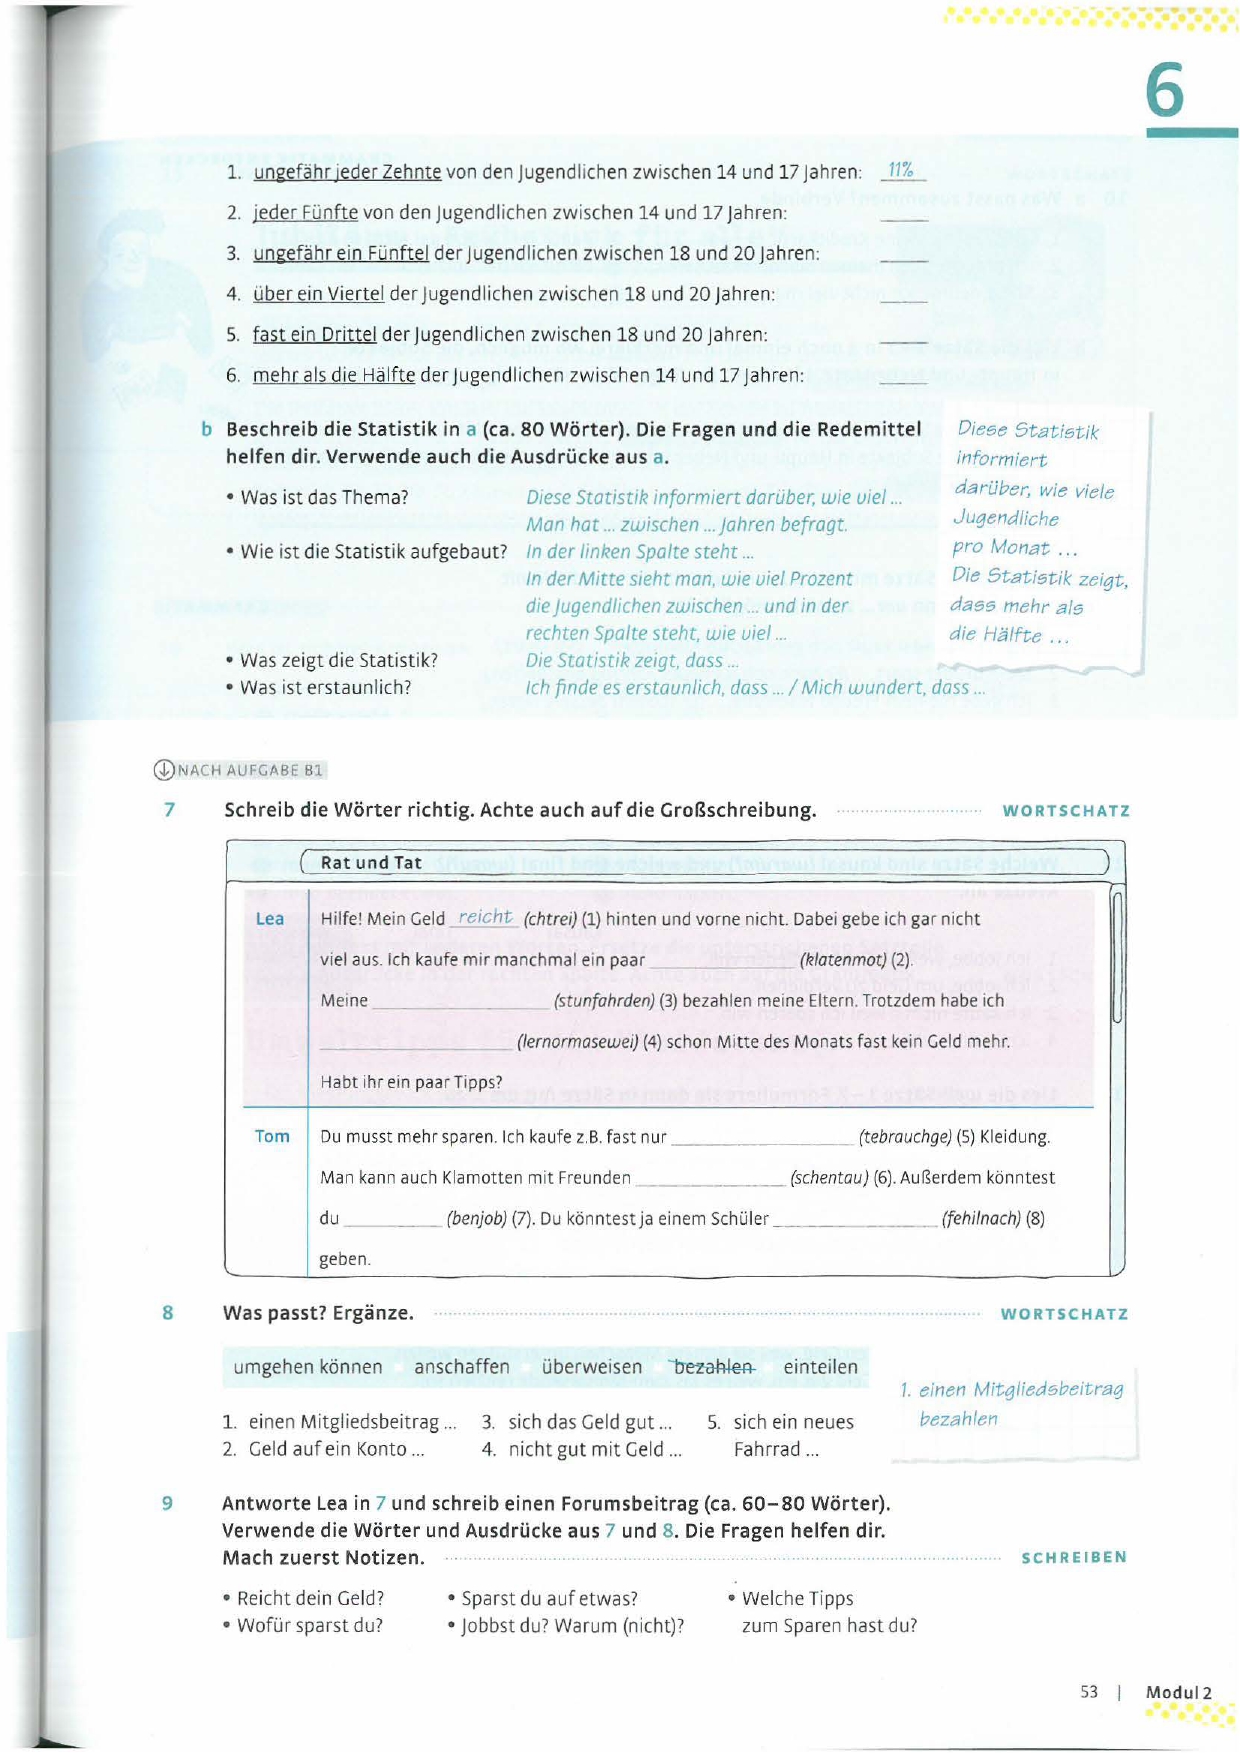 6
1. ungefähr jeder Zehnte von den Jugendlichen zwischen 14 und 17 Jahren: 11%
2. jeder Fünfte von den Jugendlichen zwischen 14 und 17 Jahren:
3. ungefähr ein Fünftel der Jugendlichen zwischen 18 und 20 Jahren:
4. über ein Viertel der Jugendlichen zwischen 18 und 20 Jahren:
5. fast ein Drittel der Jugendlichen zwischen 18 und 20 Jahren:
6. mehr als die Hälfte der Jugendlichen zwischen 14 und 17 Jahren:
b Beschreib die Statistik in a (ca. 80 Wörter). Die Fragen und die Redemittel
helfen dir. Verwende auch die Ausdrücke aus a.
• Was ist das Thema? Diese Statistik informiert darüber, wie viel ...
Man hat ... zwischen ... Jahren befragt.
• Wie ist die Statistik aufgebaut? In der linken Spalte steht ...
In der Mitte sieht man, wie viel Prozent
die Jugendlichen zwischen ... und in der
rechten Spalte steht, wie viel ...
• Was zeigt die Statistik? Die Statistik zeigt, dass ...
• Was ist erstaunlich? Ich finde es erstaunlich, dass ... / Mich wundert, dass ...
Diese Statistik
informiert
darüber, wie viele
Jugendliche
pro Monat ...
Die Statistik zeigt,
dass mehr als
die Hälfte ...
NACH AUFGABE B1
7 Schreib die Wörter richtig. Achte auch auf die Großschreibung. WORTSCHATZ
Rat und Tat
Lea Hilfe! Mein Geld reicht (chtrei) (1) hinten und vorne nicht. Dabei gebe ich gar nicht
viel aus. Ich kaufe mir manchmal ein paar (klatenmot) (2).
Meine (stunfahrden) (3) bezahlen meine Eltern. Trotzdem habe ich
(lernormasewei) (4) schon Mitte des Monats fast kein Geld mehr.
Habt ihr ein paar Tipps?
Tom Du musst mehr sparen. Ich kaufe z.B. fast nur (tebrauchge) (5) Kleidung.
Man kann auch Klamotten mit Freunden (schentau) (6). Außerdem könntest
du (benjob) (7). Du könntest ja einem Schüler (fehilnach) (8)
geben.
8 Was passt? Ergänze. WORTSCHATZ
umgehen können anschaffen überweisen bezahlen einteilen
1. einen Mitgliedsbeitrag ... 3. sich das Geld gut ... 5. sich ein neues
2. Geld auf ein Konto ... 4. nicht gut mit Geld ... Fahrrad ...
1. einen Mitgliedsbeitrag
bezahlen
9 Antworte Lea in 7 und schreib einen Forumsbeitrag (ca. 60–80 Wörter).
Verwende die Wörter und Ausdrücke aus 7 und 8. Die Fragen helfen dir.
Mach zuerst Notizen. SCHREIBEN
• Reicht dein Geld? • Sparst du auf etwas? • Welche Tipps
• Wofür sparst du? • Jobbst du? Warum (nicht)? zum Sparen hast du?
53 | Modul 2